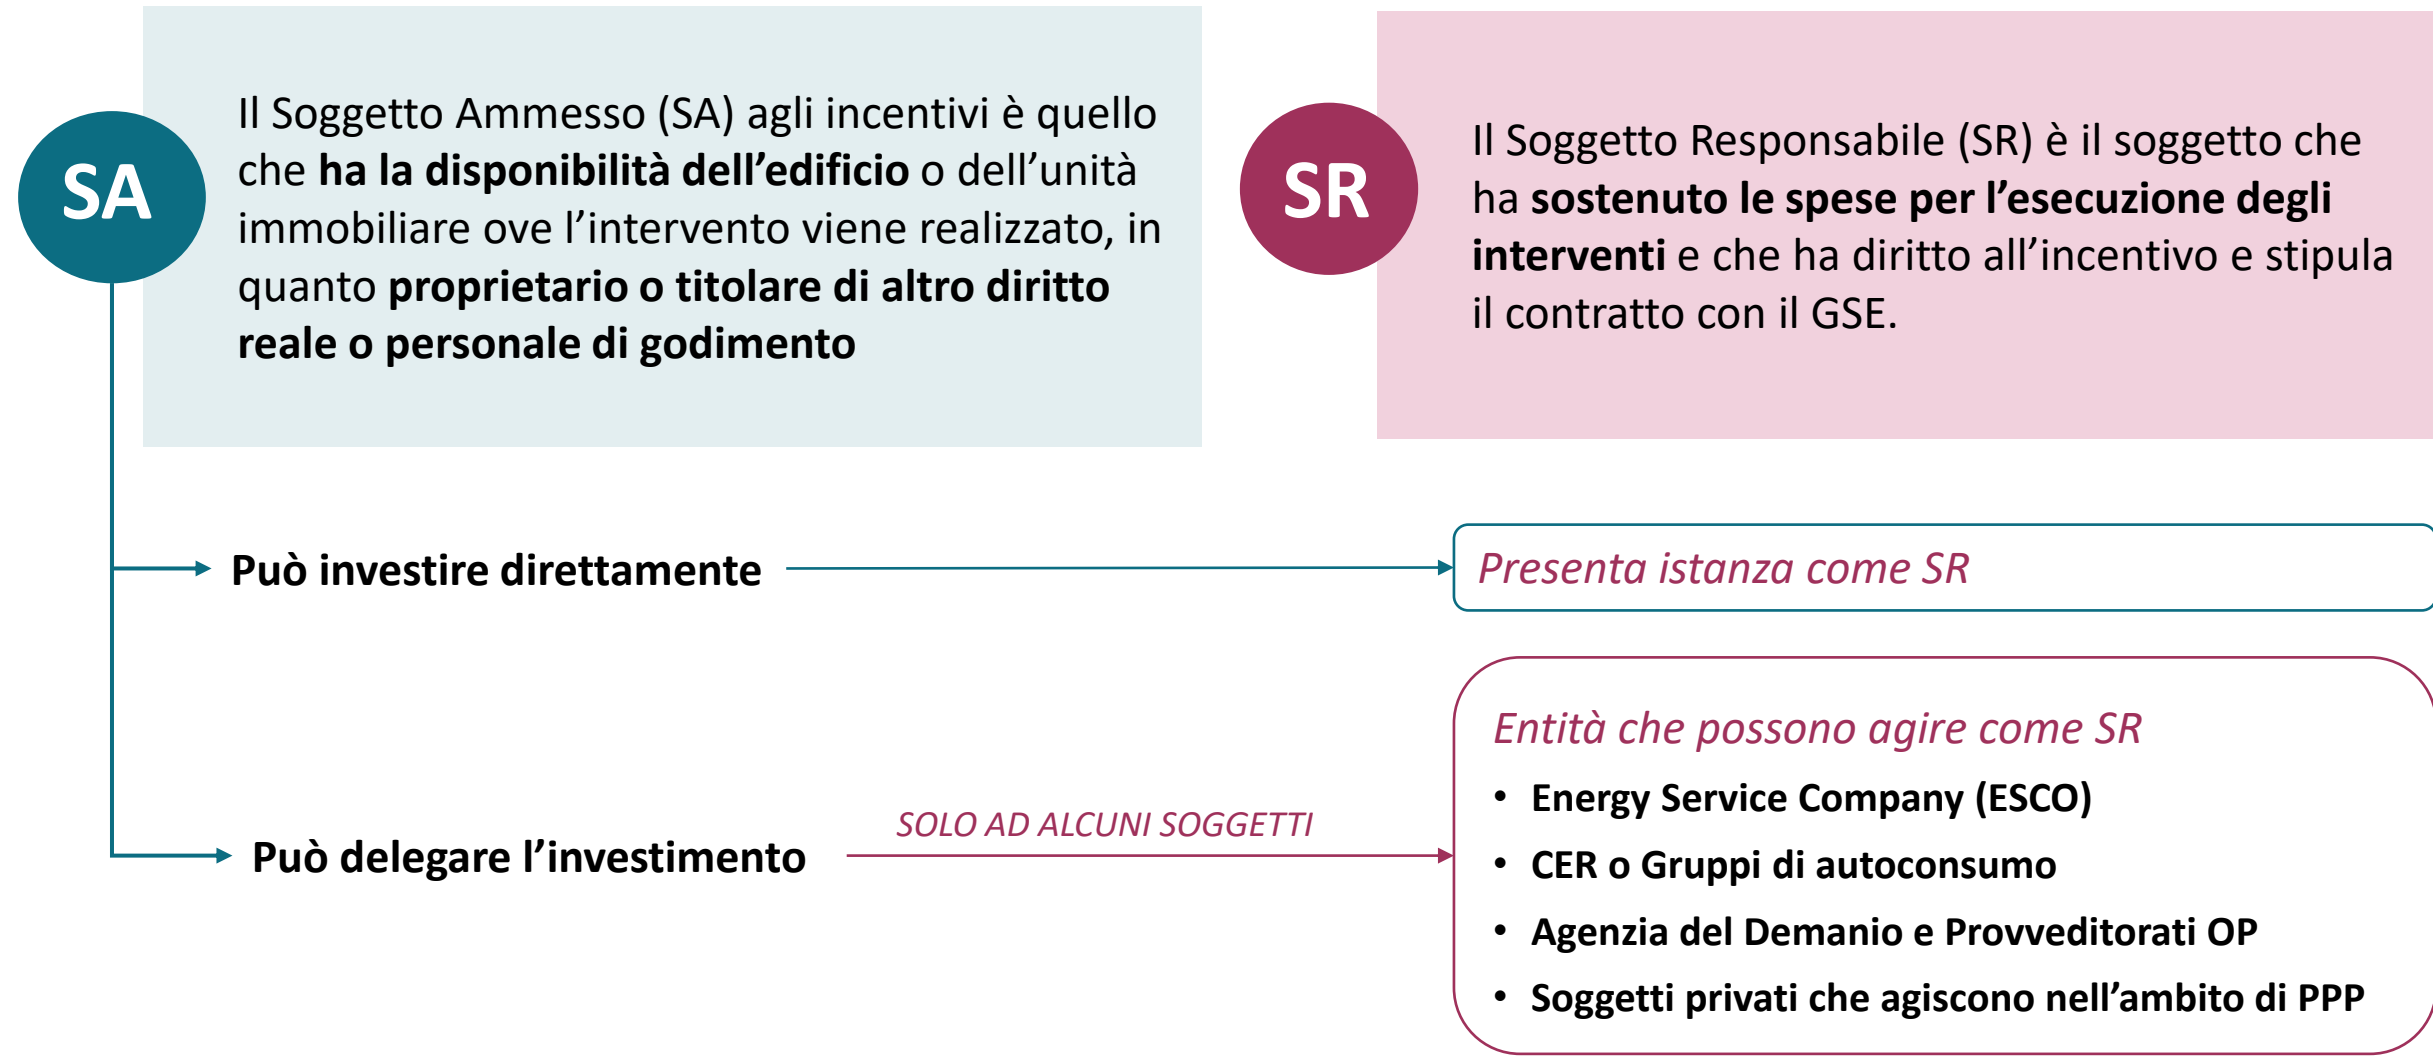 SA
Il Soggetto Ammesso (SA) agli incentivi è quello
che ha la disponibilità dell’edificio o dell’unità
immobiliare ove l’intervento viene realizzato, in
quanto proprietario o titolare di altro diritto
reale o personale di godimento
SR
Il Soggetto Responsabile (SR) è il soggetto che
ha sostenuto le spese per l’esecuzione degli
interventi e che ha diritto all’incentivo e stipula
il contratto con il GSE.
Può investire direttamente
Presenta istanza come SR
Può delegare l’investimento
SOLO AD ALCUNI SOGGETTI
Entità che possono agire come SR
• Energy Service Company (ESCO)
• CER o Gruppi di autoconsumo
• Agenzia del Demanio e Provveditorati OP
• Soggetti privati che agiscono nell’ambito di PPP